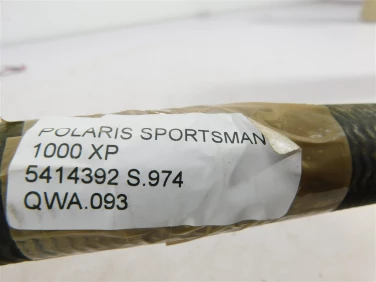 POLARIS SPORTSMAN
1000 XP
5414392 S.974
QWA.093